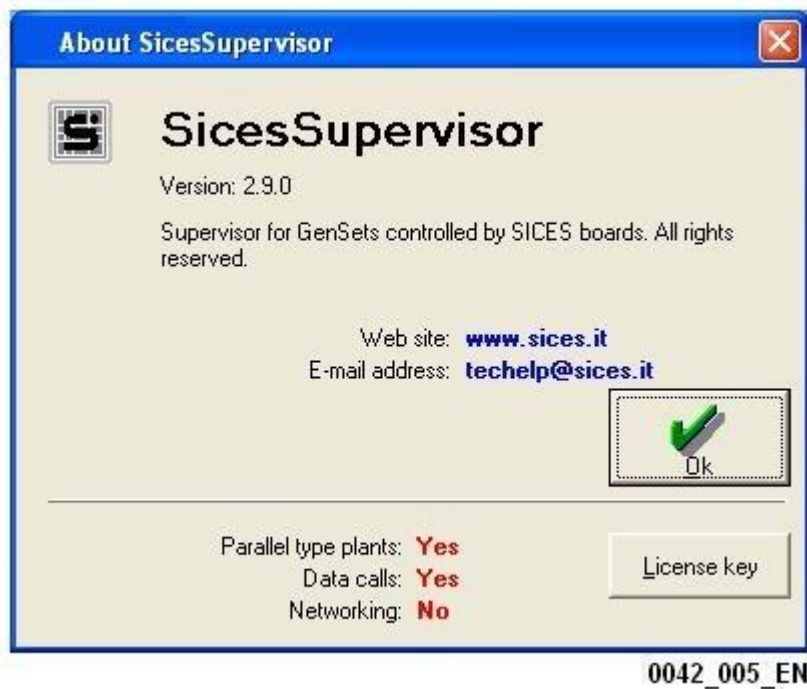 About SicesSupervisor
SicesSupervisor
Version: 2.9.0
Supervisor for GenSets controlled by SICES boards. All rights
reserved.
Web site: www.sices.it
E-mail address: techelp@sices.it
Ok
Parallel type plants: Yes
Data calls: Yes
Networking: No
License key
0042_005_EN